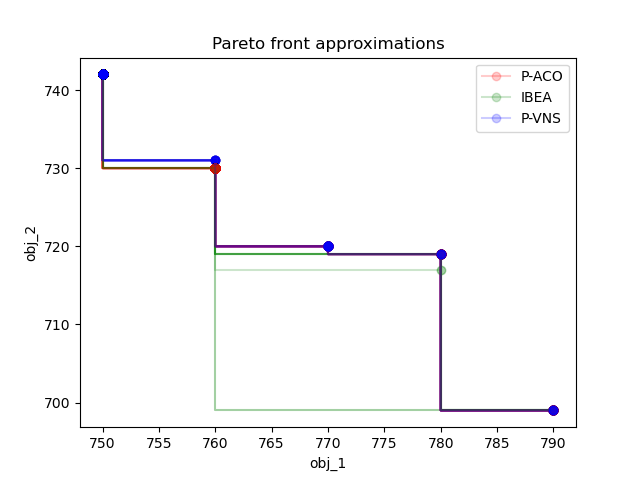 Pareto front approximations
P-ACO
IBEA
P-VNS
740
730
720
710
700
obj_2
750 755 760 765 770 775 780 785 790
obj_1